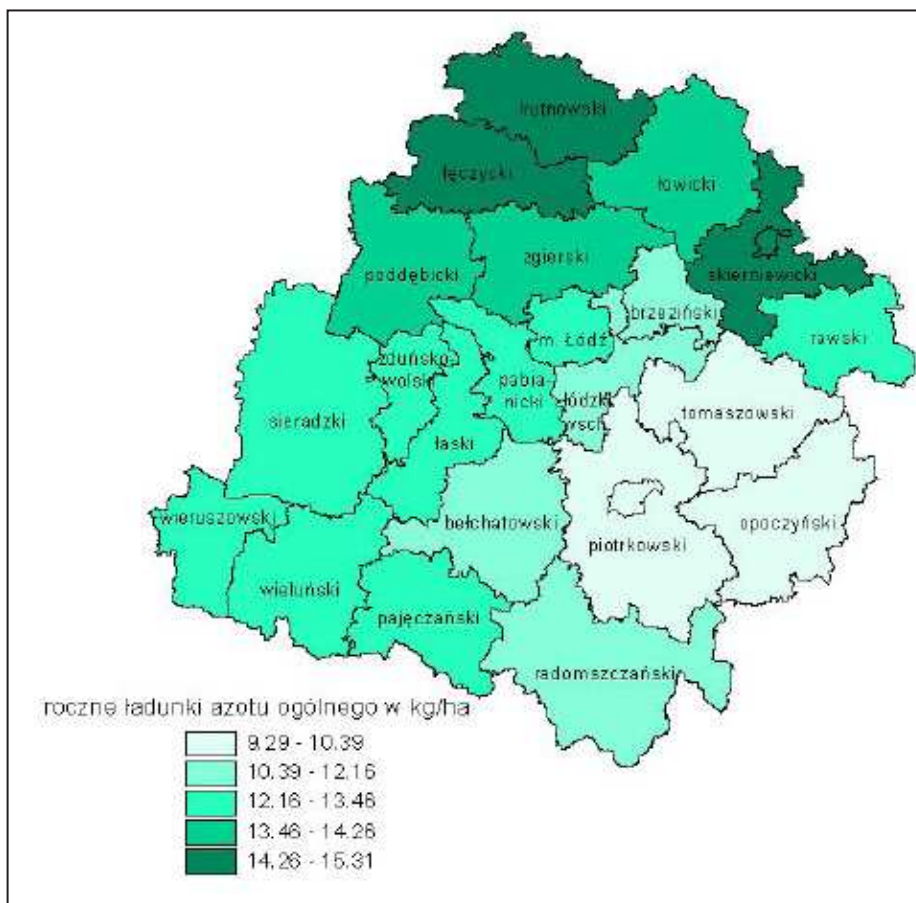 kutnowski
łęczycki
łowicki
poddębicki
zgierski
skierniewicki
brzeziński
m. Łódź
rawski
zduńsko-
wolski
pabia-
nicki
łódzki
wsch.
tomaszowski
sieradzki
łaski
wieruszowski
bełchatowski
piotrkowski
opoczyński
wieluński
pajęczański
radomszczański
roczne ładunki azotu ogólnego w kg/ha
9.29 - 10.39
10.39 - 12.16
12.16 - 13.46
13.46 - 14.26
14.26 - 15.31